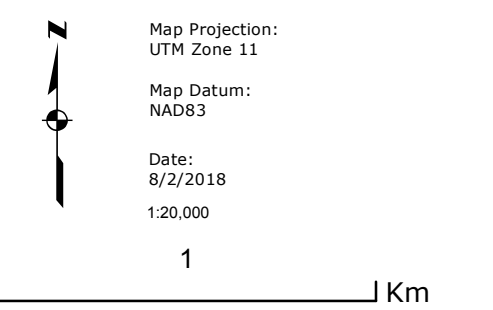 N
Map Projection:
UTM Zone 11
Map Datum:
NAD83
Date:
8/2/2018
1:20,000
1
Km